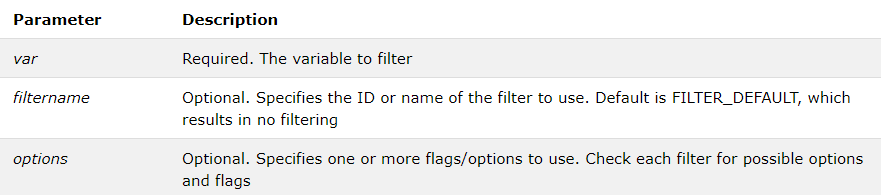 Parameter Description
var Required. The variable to filter
filtername Optional. Specifies the ID or name of the filter to use. Default is FILTER_DEFAULT, which
results in no filtering
options Optional. Specifies one or more flags/options to use. Check each filter for possible options
and flags